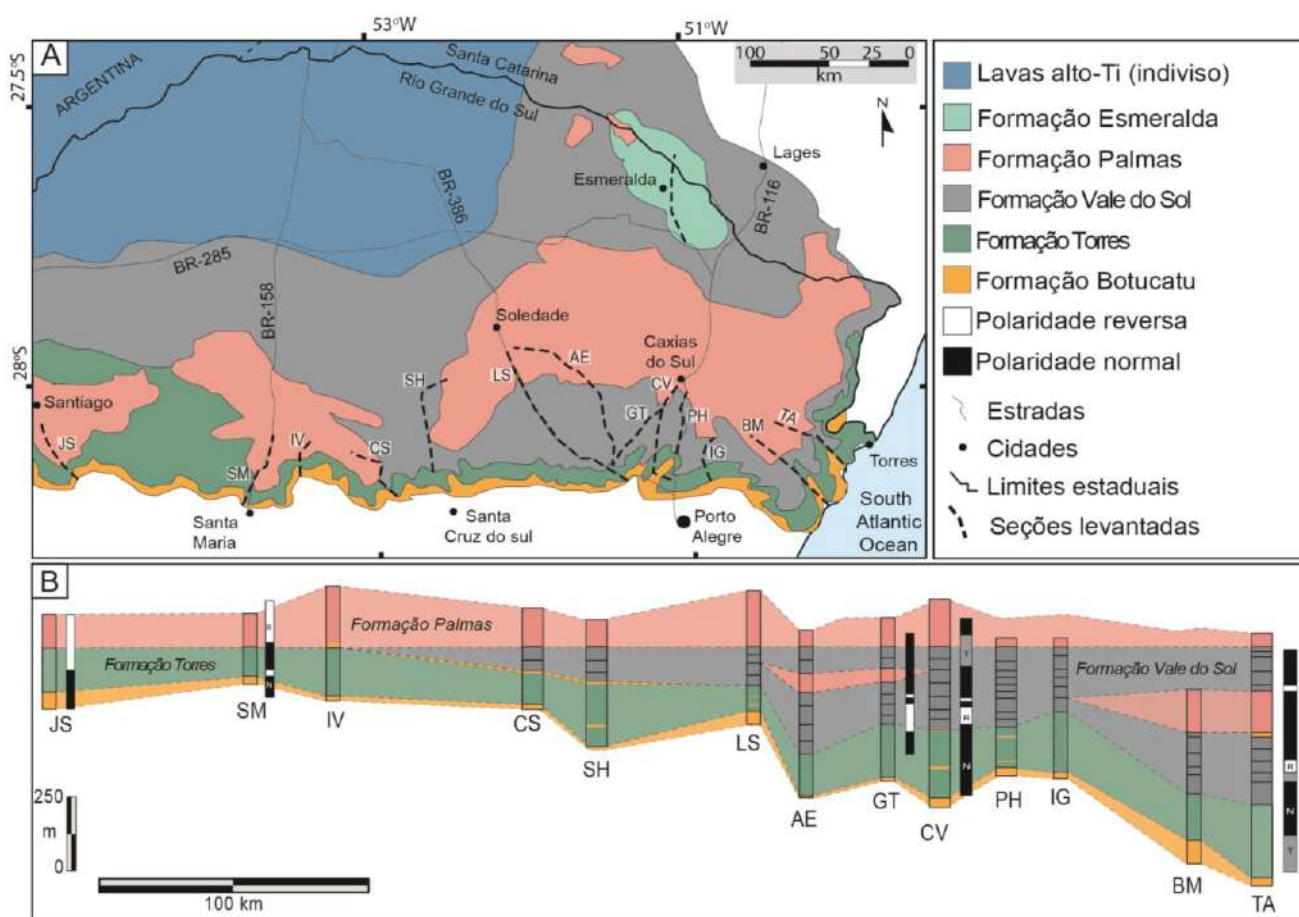 A
53°W
51°W
27.5°S
28°S
100 50 25 0
km
N
ARGENTINA
Santa Catarina
Rio Grande do Sul
Lages
Esmeralda
BR-386
BR-116
BR-285
BR-158
Soledade
Caxias
do Sul
Santiago
JS
SM
IV
CS
SH
LS
AE
GT
CV
PH
IG
BM
TA
Torres
Santa
Maria
Santa
Cruz do sul
Porto
Alegre
South
Atlantic
Ocean
Lavas alto-Ti (indiviso)
Formação Esmeralda
Formação Palmas
Formação Vale do Sol
Formação Torres
Formação Botucatu
Polaridade reversa
Polaridade normal
Estradas
Cidades
Limites estaduais
Seções levantadas
B
Formação Palmas
Formação Torres
Formação Vale do Sol
R
N
T
R
N
R
N
T
JS
SM
IV
CS
SH
LS
AE
GT
CV
PH
IG
BM
TA
250
m
0
100 km